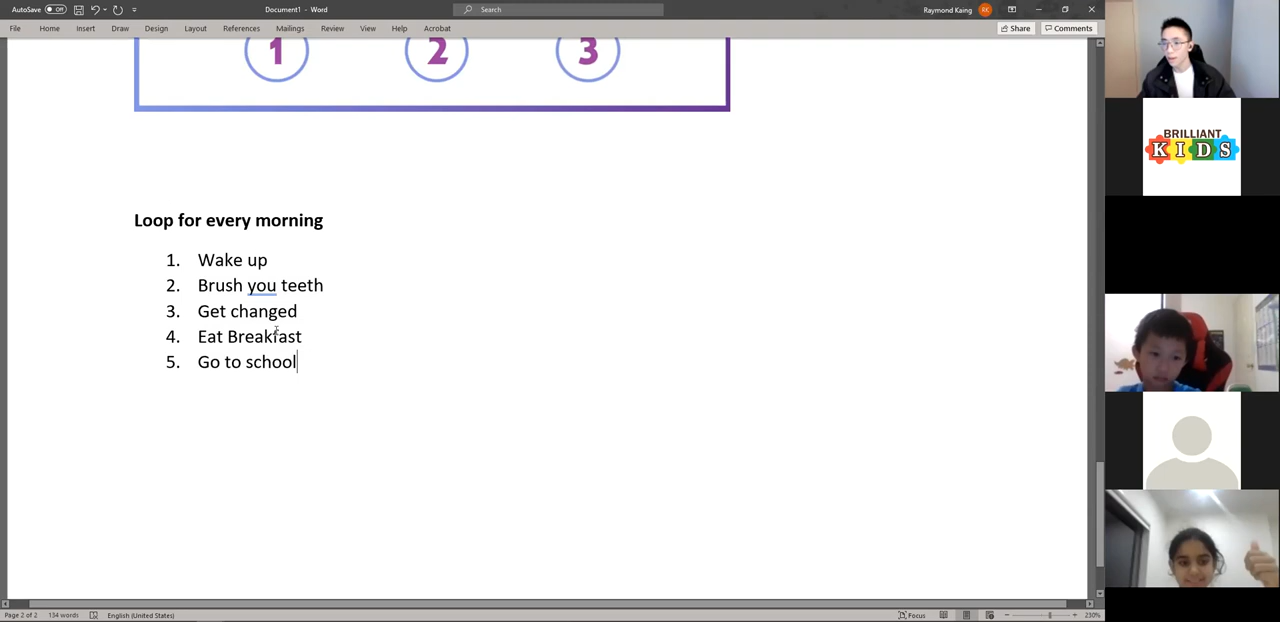 AutoSave Off Document1 - Word Search Raymond Kaing RK
File Home Insert Draw Design Layout References Mailings Review View Help Acrobat Share Comments
1 2 3
BRILLIANT
KIDS
Loop for every morning
1. Wake up
2. Brush you teeth
3. Get changed
4. Eat Breakfast
5. Go to school
Page 2 of 2 134 words English (United States) Focus 230%